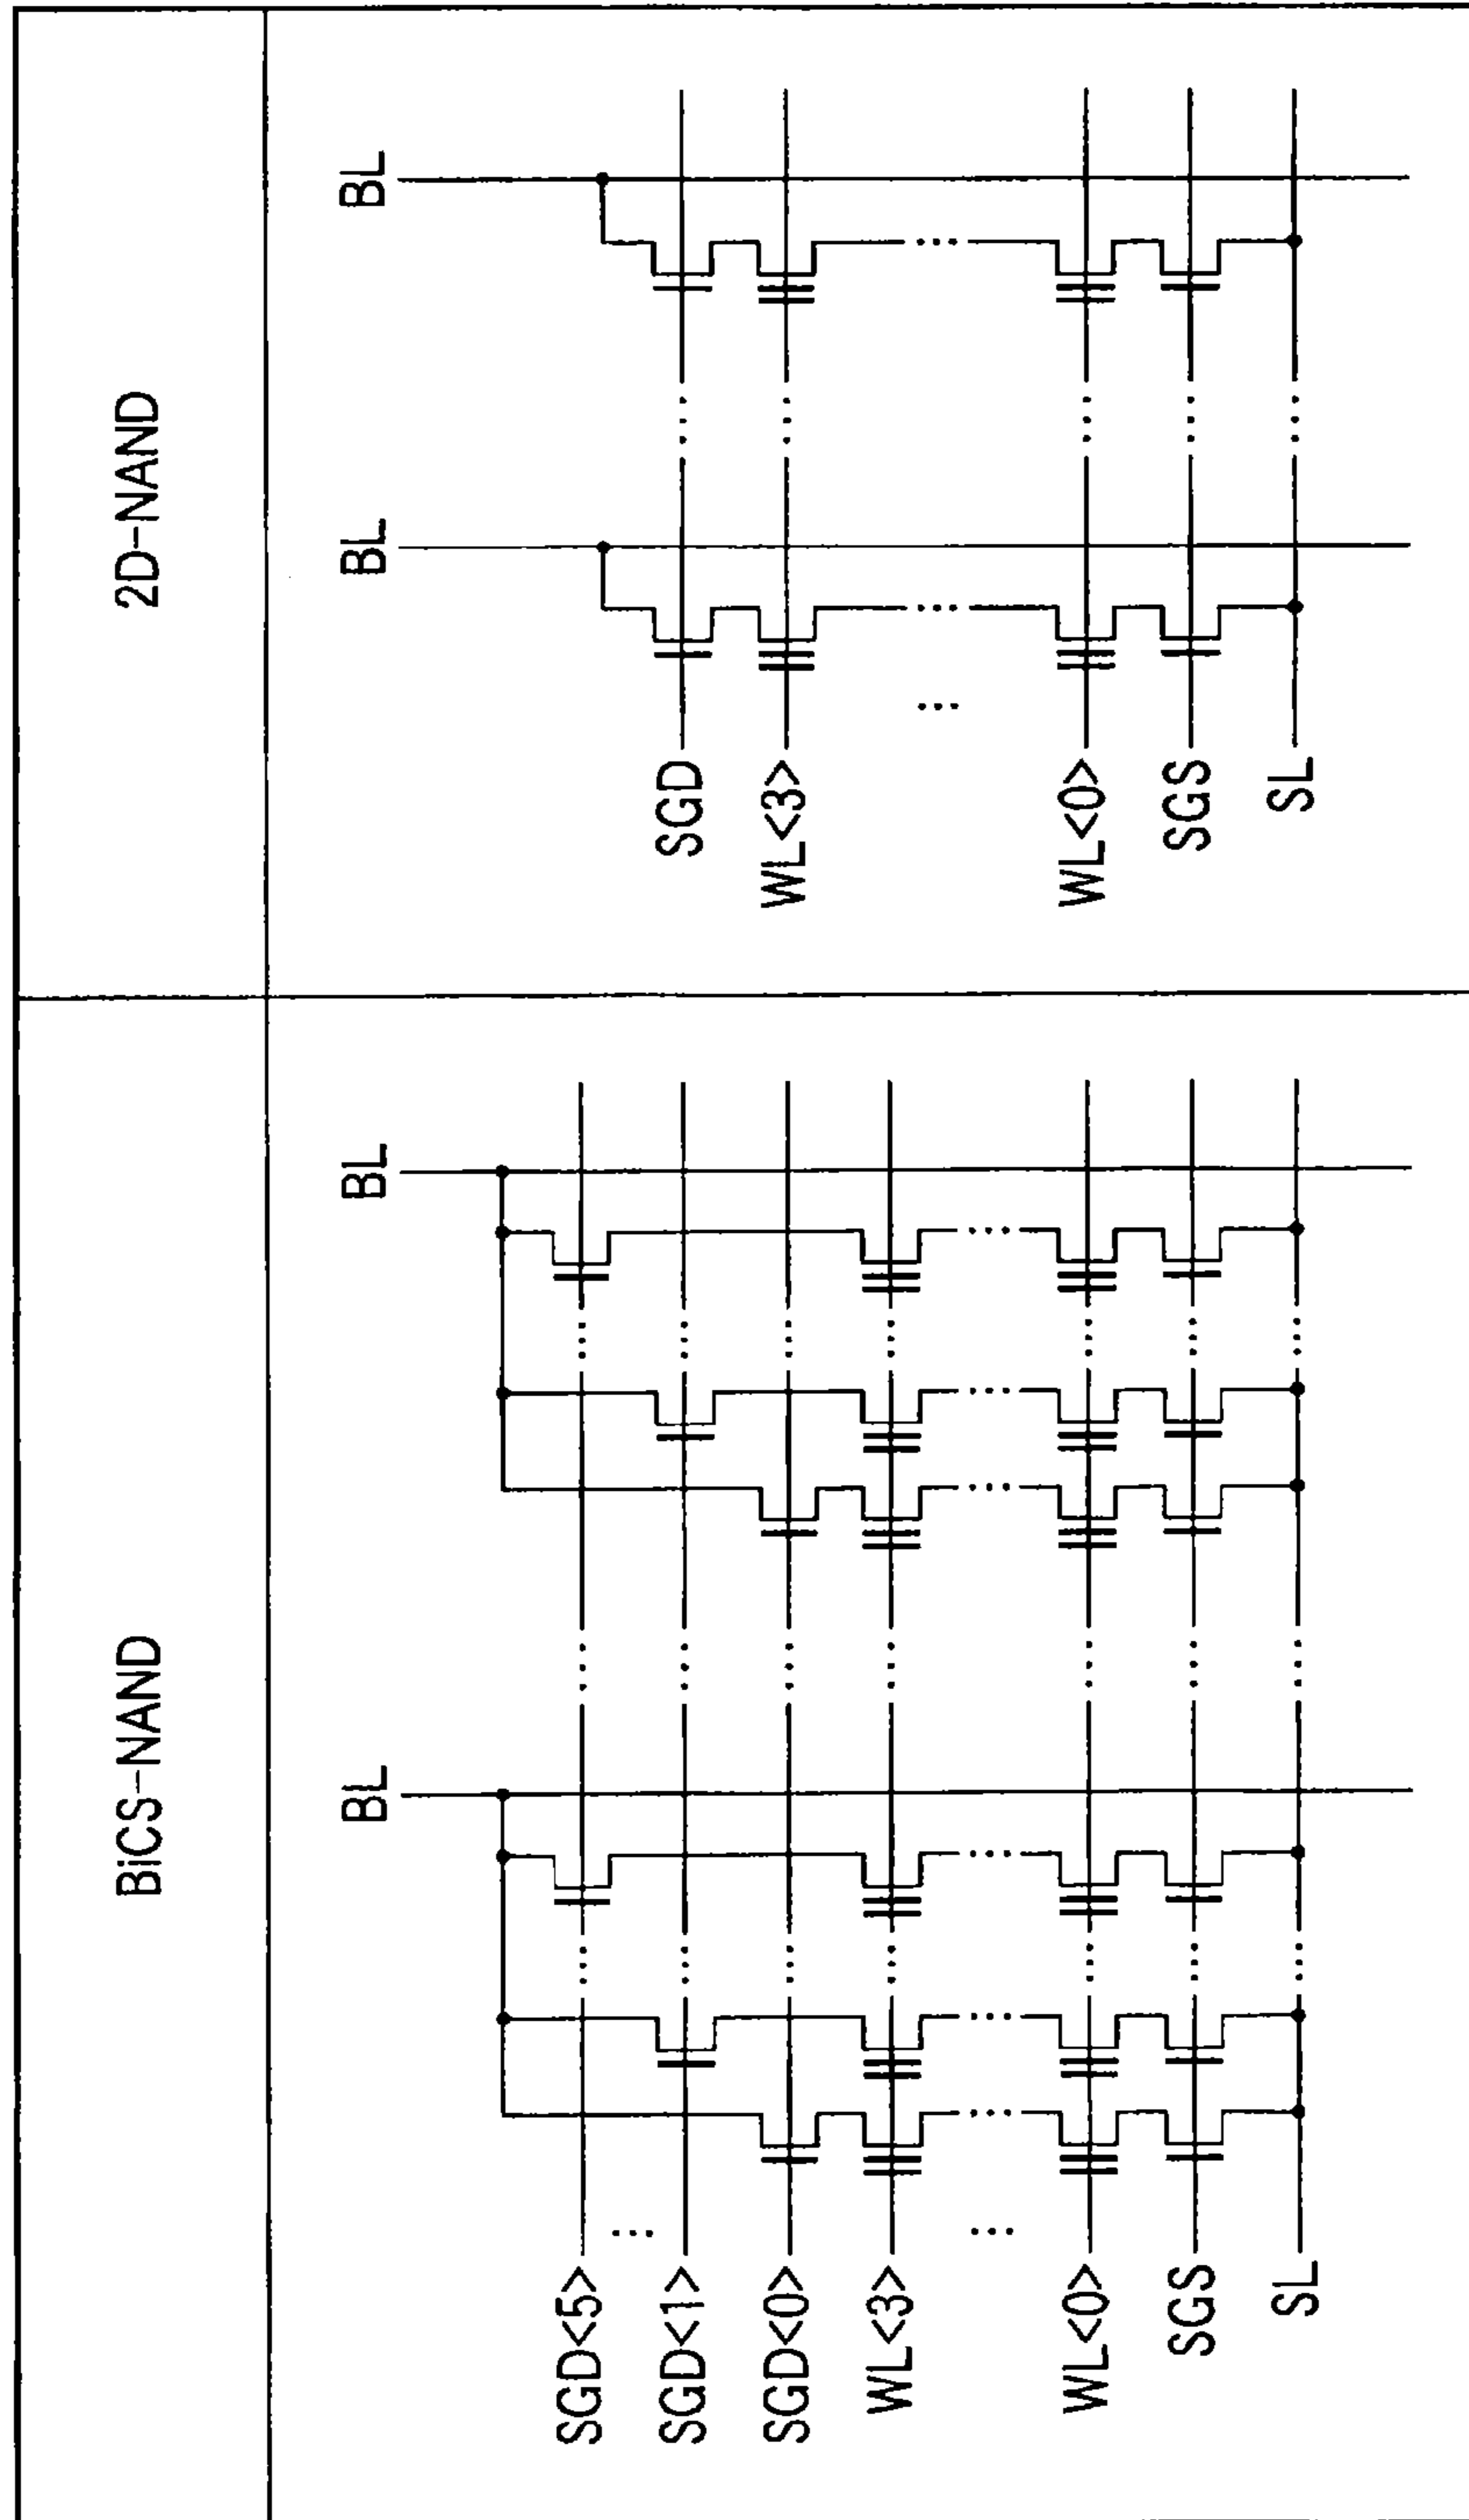 BiCS-NAND
BL
BL
SGD<5>
...
SGD<1>
SGD<0>
WL<3>
...
WL<0>
SGS
SL
2D-NAND
BL
BL
SGD
WL<3>
...
WL<0>
SGS
SL